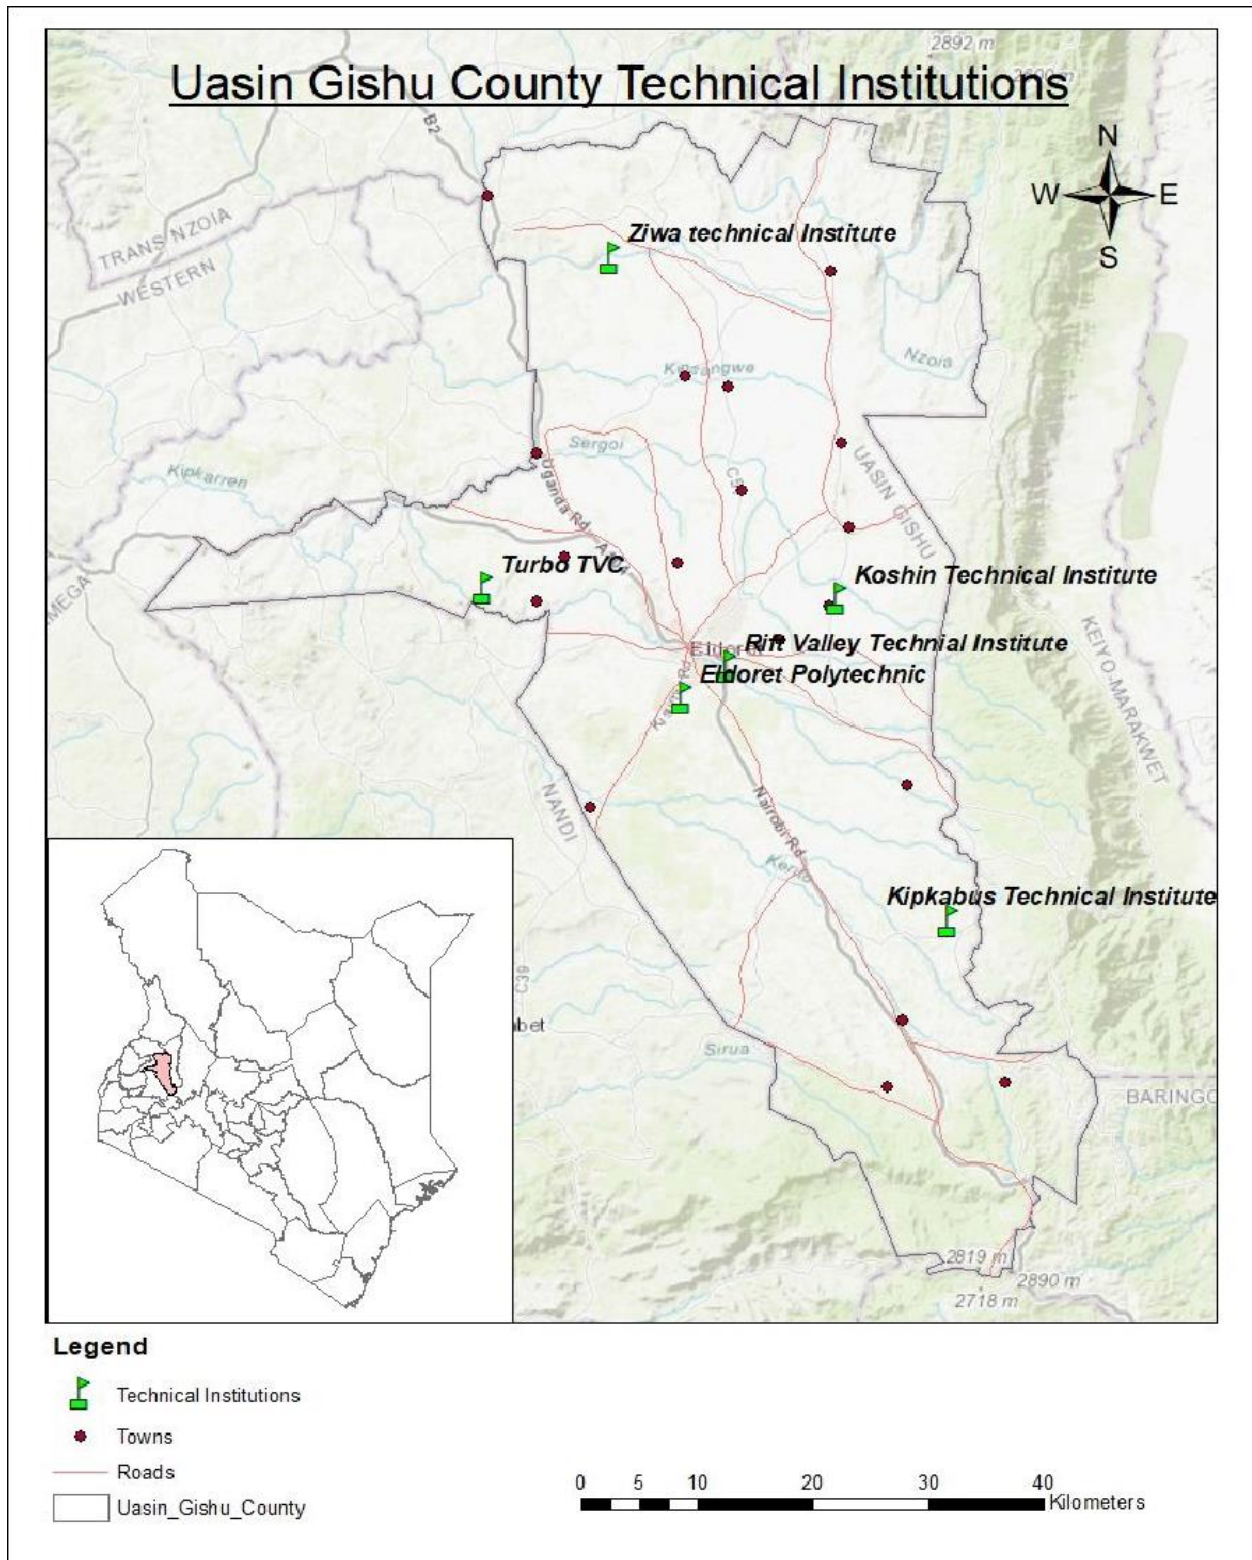 2892 m
Uasin Gishu County Technical Institutions
B2
N
W
E
S
TRANS NZOIA
WESTERN
Ziwa technical Institute
Nzoia
Sergoi
Kipkarren
UASIN GISHU
Uganda Rd
Turbo TVC
Koshin Technical Institute
Rift Valley Technial Institute
Eldoret Polytechnic
KEIYO-MARAKWET
NANDI
Nairobi Rd
Kipkabus Technical Institute
C39
Sirua
BARINGO
2819 m
2890 m
2718 m
Legend
Technical Institutions
Towns
Roads
Uasin_Gishu_County
0 5 10 20 30 40
Kilometers